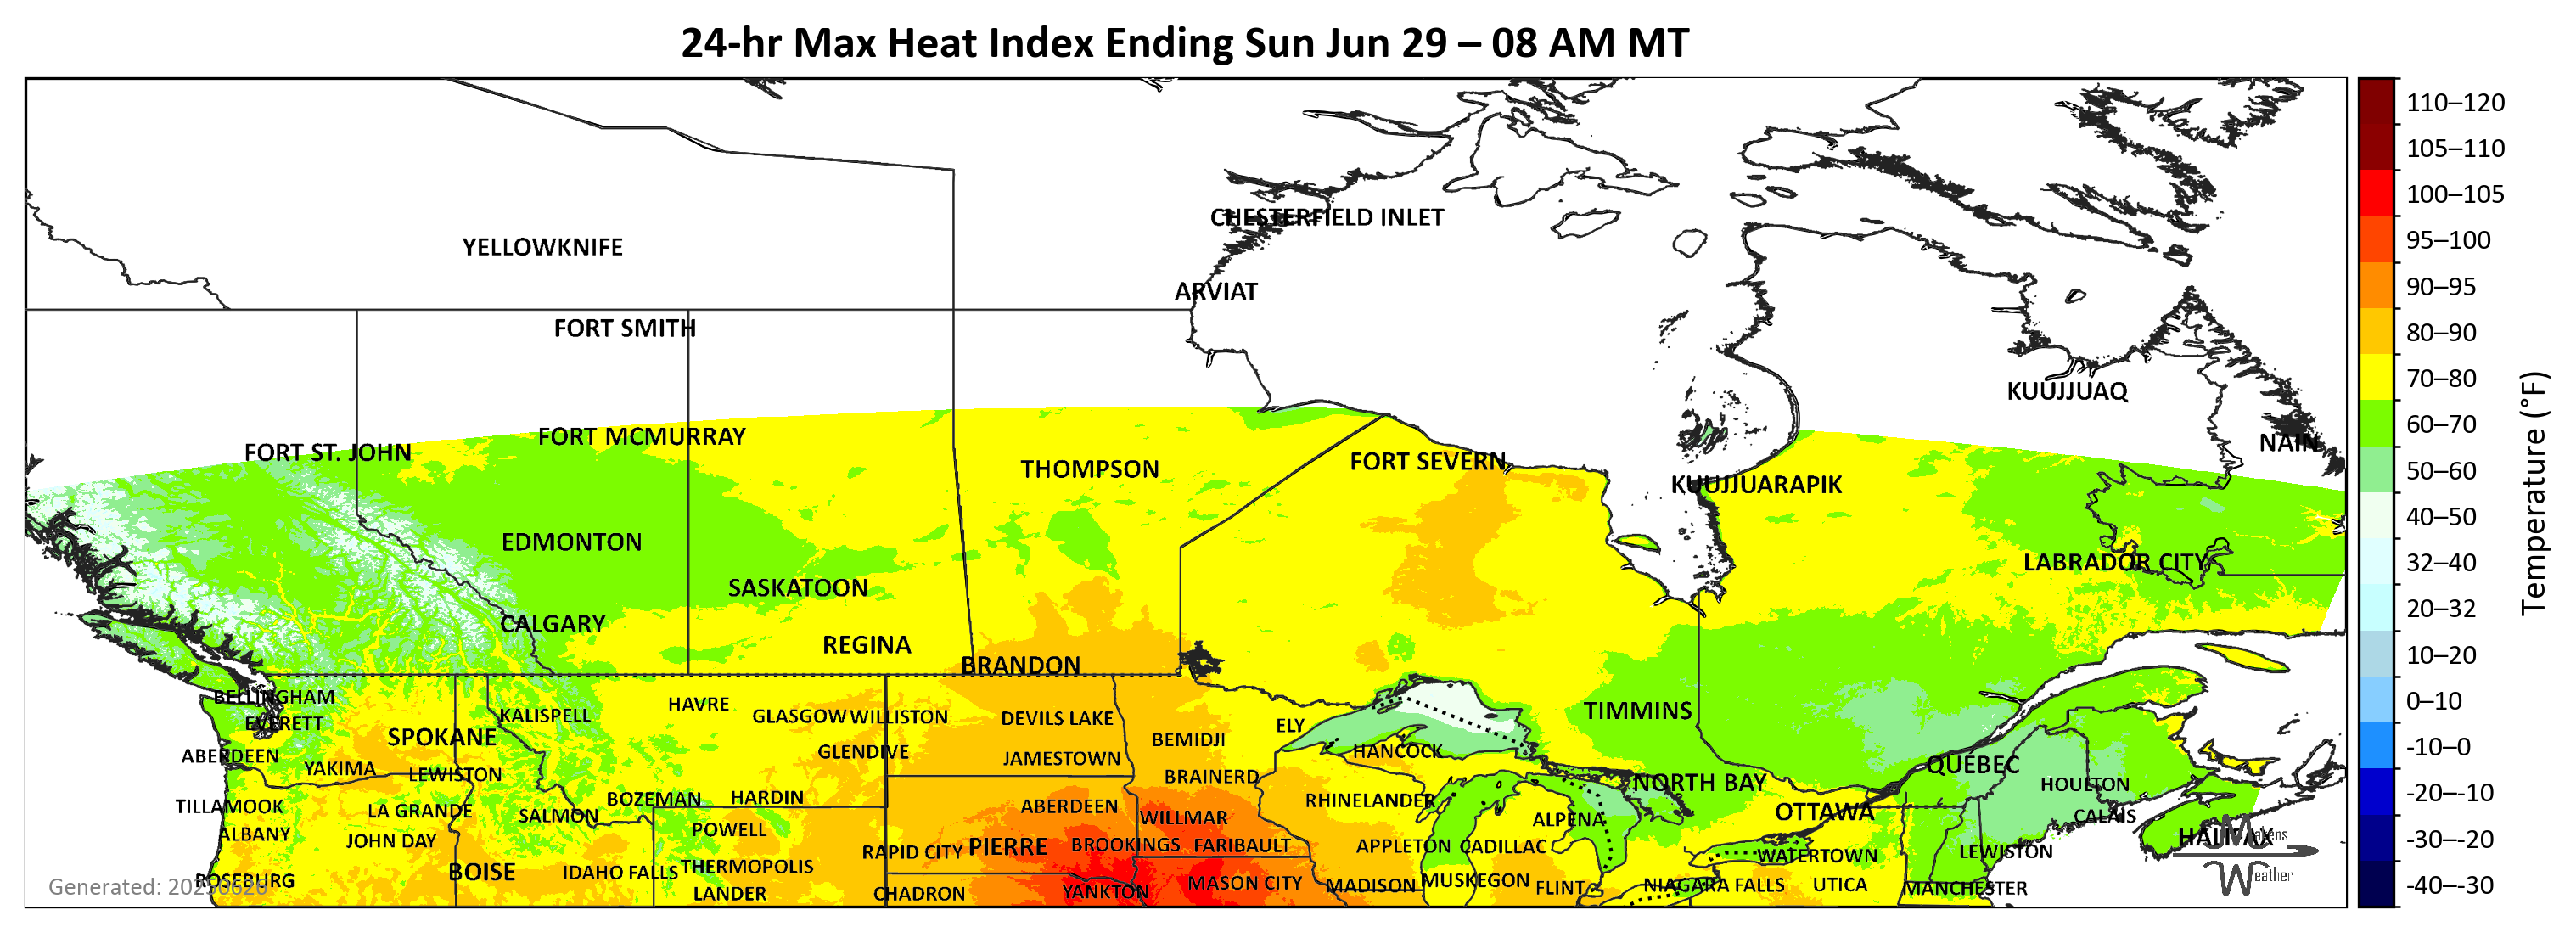 24-hr Max Heat Index Ending Sun Jun 29 – 08 AM MT
CHESTERFIELD INLET
YELLOWKNIFE
ARVIAT
FORT SMITH
KUUJJUAQ
FORT MCMURRAY
NAIN
FORT ST. JOHN
FORT SEVERN
THOMPSON
KUUJJUARAPIK
EDMONTON
LABRADOR CITY
SASKATOON
CALGARY
REGINA
BRANDON
BELLINGHAM
HAVRE
TIMMINS
KALISPELL
GLASGOW WILLISTON
DEVILS LAKE
EVERETT
ELY
SPOKANE
BEMIDJI
HANCOCK
GLENDIVE
ABERDEEN
JAMESTOWN
QUÉBEC
YAKIMA
LEWISTON
BRAINERD
NORTH BAY
HOULTON
BOZEMAN
HARDIN
RHINELANDER
TILLAMOOK
ABERDEEN
LA GRANDE
SALMON
OTTAWA
CALAIS
WILLMAR
ALPENA
POWELL
ALBANY
HALIFAX
JOHN DAY
BROOKINGS
FARIBAULT
APPLETON
CADILLAC
PIERRE
RAPID CITY
LEWISTON
WATERTOWN
THERMOPOLIS
BOISE
IDAHO FALLS
ROSEBURG
MUSKEGON
MASON CITY
MADISON
NIAGARA FALLS
UTICA
FLINT
MANCHESTER
YANKTON
LANDER
CHADRON
Makens
Weather
110–120
105–110
100–105
95–100
90–95
80–90
70–80
60–70
50–60
40–50
32–40
20–32
10–20
0–10
-10–0
-20–-10
-30–-20
-40–-30
Temperature (°F)